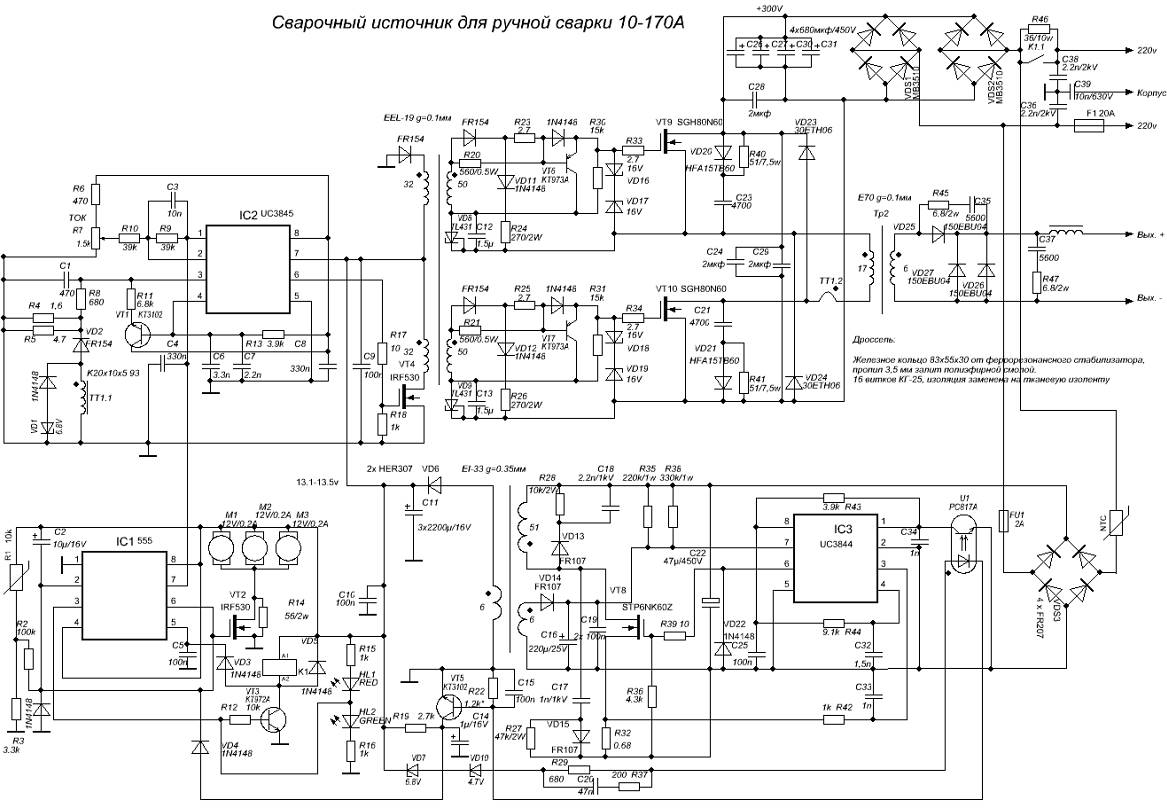 Сварочный источник для ручной сварки 10-170А
+300V
4x680мкф/450V
C26 C27 C30 C31
C28
2мкф
VDS1
MB3510
VDS2
MB3510
R46
36/10w
K1.1
C38
2.2n/2kV
C39
10n/630V
C36
2.2n/2kV
F1 20A
220v
Корпус
220v
EEL-19 g=0.1мм
FR154
32
50
FR154
R20
560/0.5W
R23
2.7
1N4148
VD11
1N4148
VT6
KT973A
R30
15k
VD8
TL431
C12
1.5µ
R24
270/2W
R33
2.7
16V
VD16
VD17
16V
VT9 SGH80N60
VD20
HFA15TB60
R40
51/7,5w
VD23
30ETH06
C23
4700
C24
2мкф
C29
2мкф
R6
470
ТОК
R7
1.5k
R10
39k
R9
39k
C3
10n
IC2 UC3845
1
2
3
4
8
7
6
5
C1
470
R8
680
R4 1,6
R5 4.7
VD2
FR154
R11
6.8k
VT1
KT3102
C4
330n
C6
3.3n
C7
2.2n
R13 3.9k
C8
330n
C9
100n
R17
10
VT4
IRF530
R18
1k
32
1N4148
VD1
6.8V
K20x10x5 93
TT1.1
50
FR154
R21
560/0.5W
R25
2.7
1N4148
VD12
1N4148
VT7
KT973A
R31
15k
VD9
TL431
C13
1.5µ
R26
270/2W
R34
2.7
16V
VD18
VD19
16V
VT10 SGH80N60
C21
4700
VD21
HFA15TB60
R41
51/7,5w
VD24
30ETH06
TT1.2
E70 g=0.1мм
Тр2
17
6
VD25
150EBU04
R45
6.8/2w
C35
5600
VD27
150EBU04
VD26
150EBU04
C37
5600
R47
6.8/2w
Вых. +
Вых. -
Дроссель:
Железное кольцо 83x55x30 от феррорезонансного стабилизатора,
пропил 3,5 мм залит полиэфирной смолой.
16 витков КГ-25, изоляция заменена на тканевую изоленту
13.1-13.5v
2x HER307
VD6
C11
3x2200µ/16V
EI-33 g=0.35мм
R1 10k
C2
10µ/16V
IC1 555
1
2
3
4
8
7
6
5
M1
12V/0.2A
M2
12V/0.2A
M3
12V/0.2A
VT2
IRF530
R14
56/2w
C5
100n
VD3
1N4148
A1
A2
K1
VD5
1N4148
VT3
KT972A
R12
10k
VD4
1N4148
R2
100k
R3
3.3k
1N4148
C10
100n
R15
1k
HL1
RED
HL2
GREEN
R16
1k
R19 2.7k
VT5
KT3102
R22
1.2k*
C15
100n
C14
1µ/16V
VD7
6.8V
VD10
4.7V
6
51
6
R28
10k/2W
C18
2.2n/1kV
VD13
FR107
VD14
FR107
C16
220µ/25V
C19
2x 100n
VT8
STP6NK60Z
R35
220k/1w
R38
330k/1w
C22
47µ/450V
R39 10
VD22
1N4148
C25
100n
C17
1n/1kV
VD15
FR107
R27
47k/2W
R32
0.68
R36
4.3k
R29
680
C20
47n
200 R37
IC3
UC3844
8
7
6
5
1
2
3
4
3.9k R43
C34
1n
9.1k R44
C32
1,5n
C33
1n
1k R42
U1
PC817A
FU1
2A
NTC
VDS3
4 x FR207